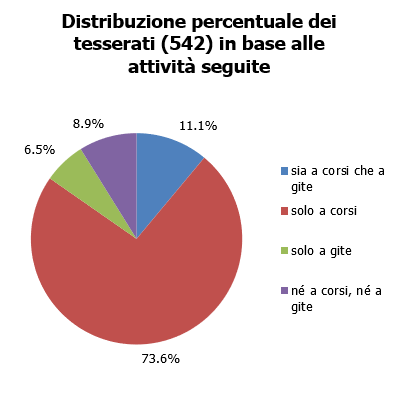 Distribuzione percentuale dei
tesserati (542) in base alle
attività seguite
8.9%
11.1%
6.5%
73.6%
sia a corsi che a
gite
solo a corsi
solo a gite
né a corsi, né a
gite